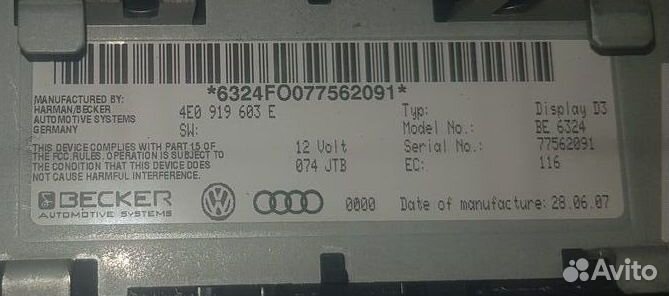 *6324FO077562091*
MANUFACTURED BY
HARMAN/BECKER
AUTOMOTIVE SYSTEMS
GERMANY
4E0 919 603 E
SW:
Typ: Display D3
Model No.: BE 6324
Serial No.: 77562091
EC: 116
THIS DEVICE COMPLIES WITH PART 15 OF
THE FCC RULES. OPERATION IS SUBJECT TO
THE CONDITION THAT THIS DEVICE DOES
NOT CAUSE HARMFUL INTERFERENCE.
12 Volt
074 JTB
BECKER
AUTOMOTIVE SYSTEMS
0000 Date of manufacture: 28.06.07
Avito